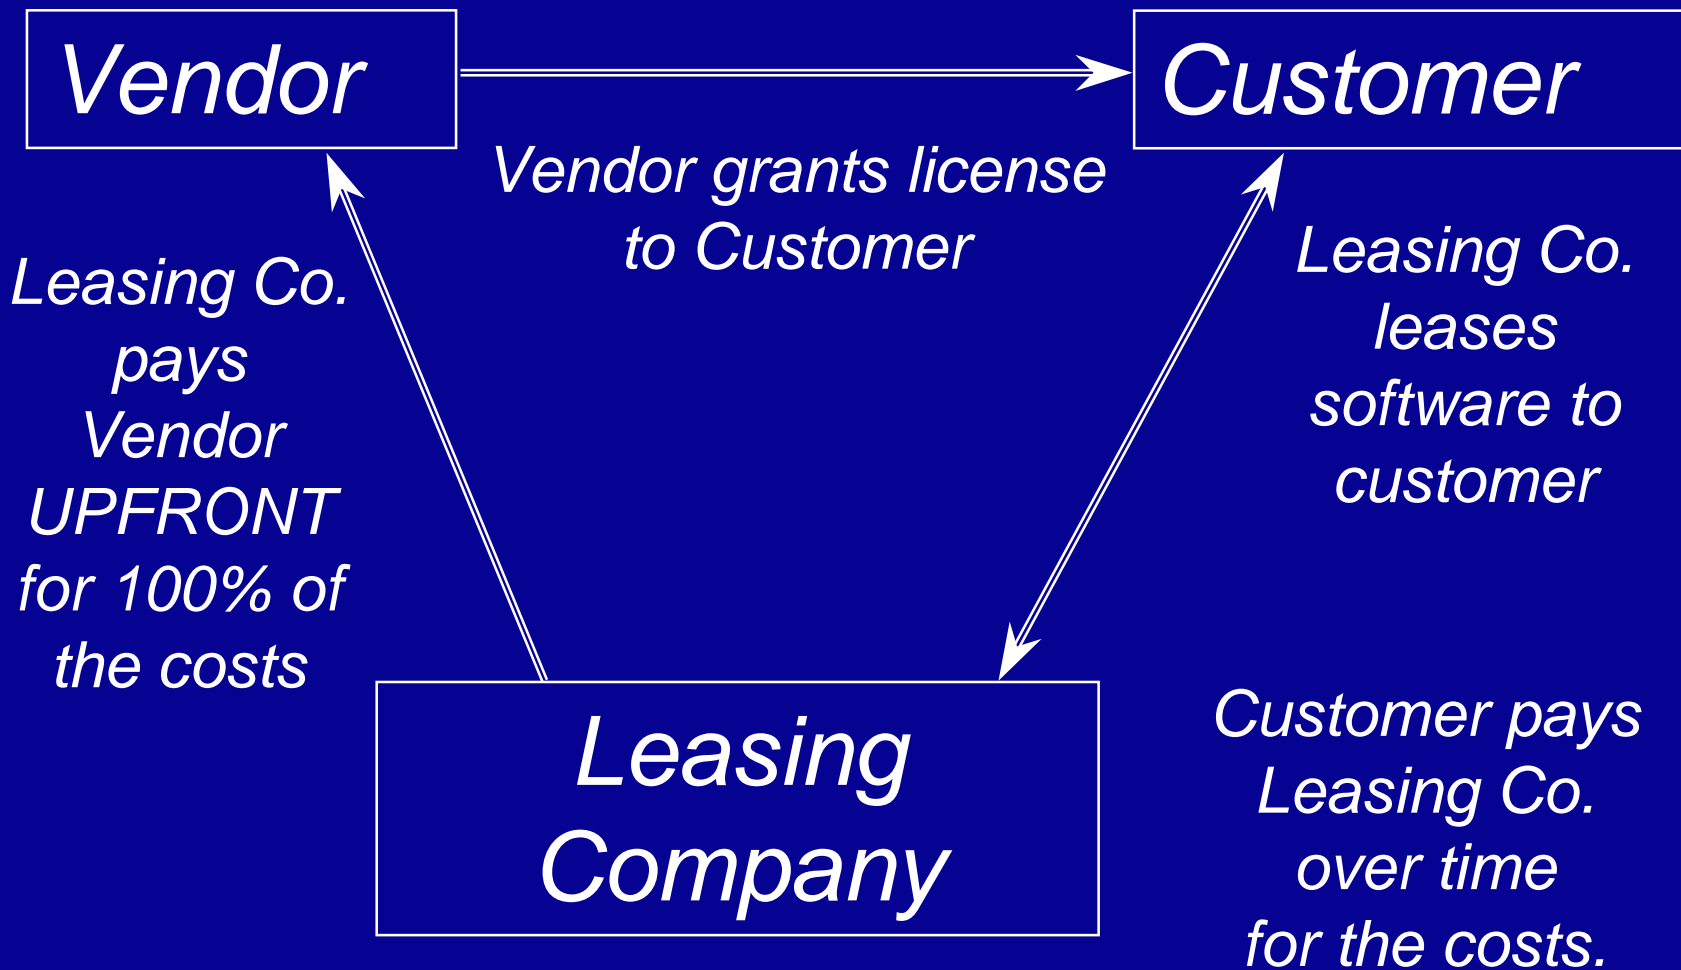 Vendor
Customer
Vendor grants license
to Customer
Leasing Co.
pays
Vendor
UPFRONT
for 100% of
the costs
Leasing Co.
leases
software to
customer
Leasing
Company
Customer pays
Leasing Co.
over time
for the costs.